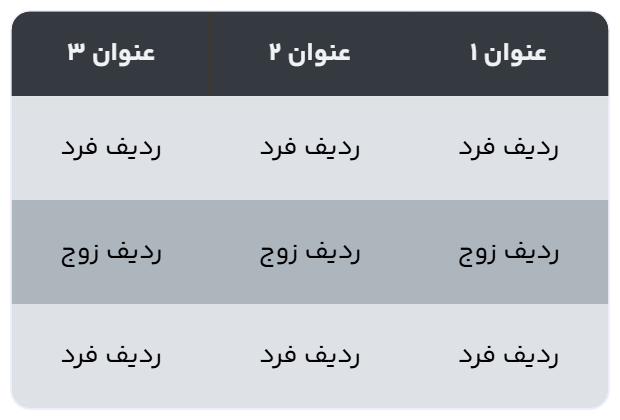 عنوان ۱ عنوان ۲ عنوان ۳
ردیف فرد ردیف فرد ردیف فرد
ردیف زوج ردیف زوج ردیف زوج
ردیف فرد ردیف فرد ردیف فرد